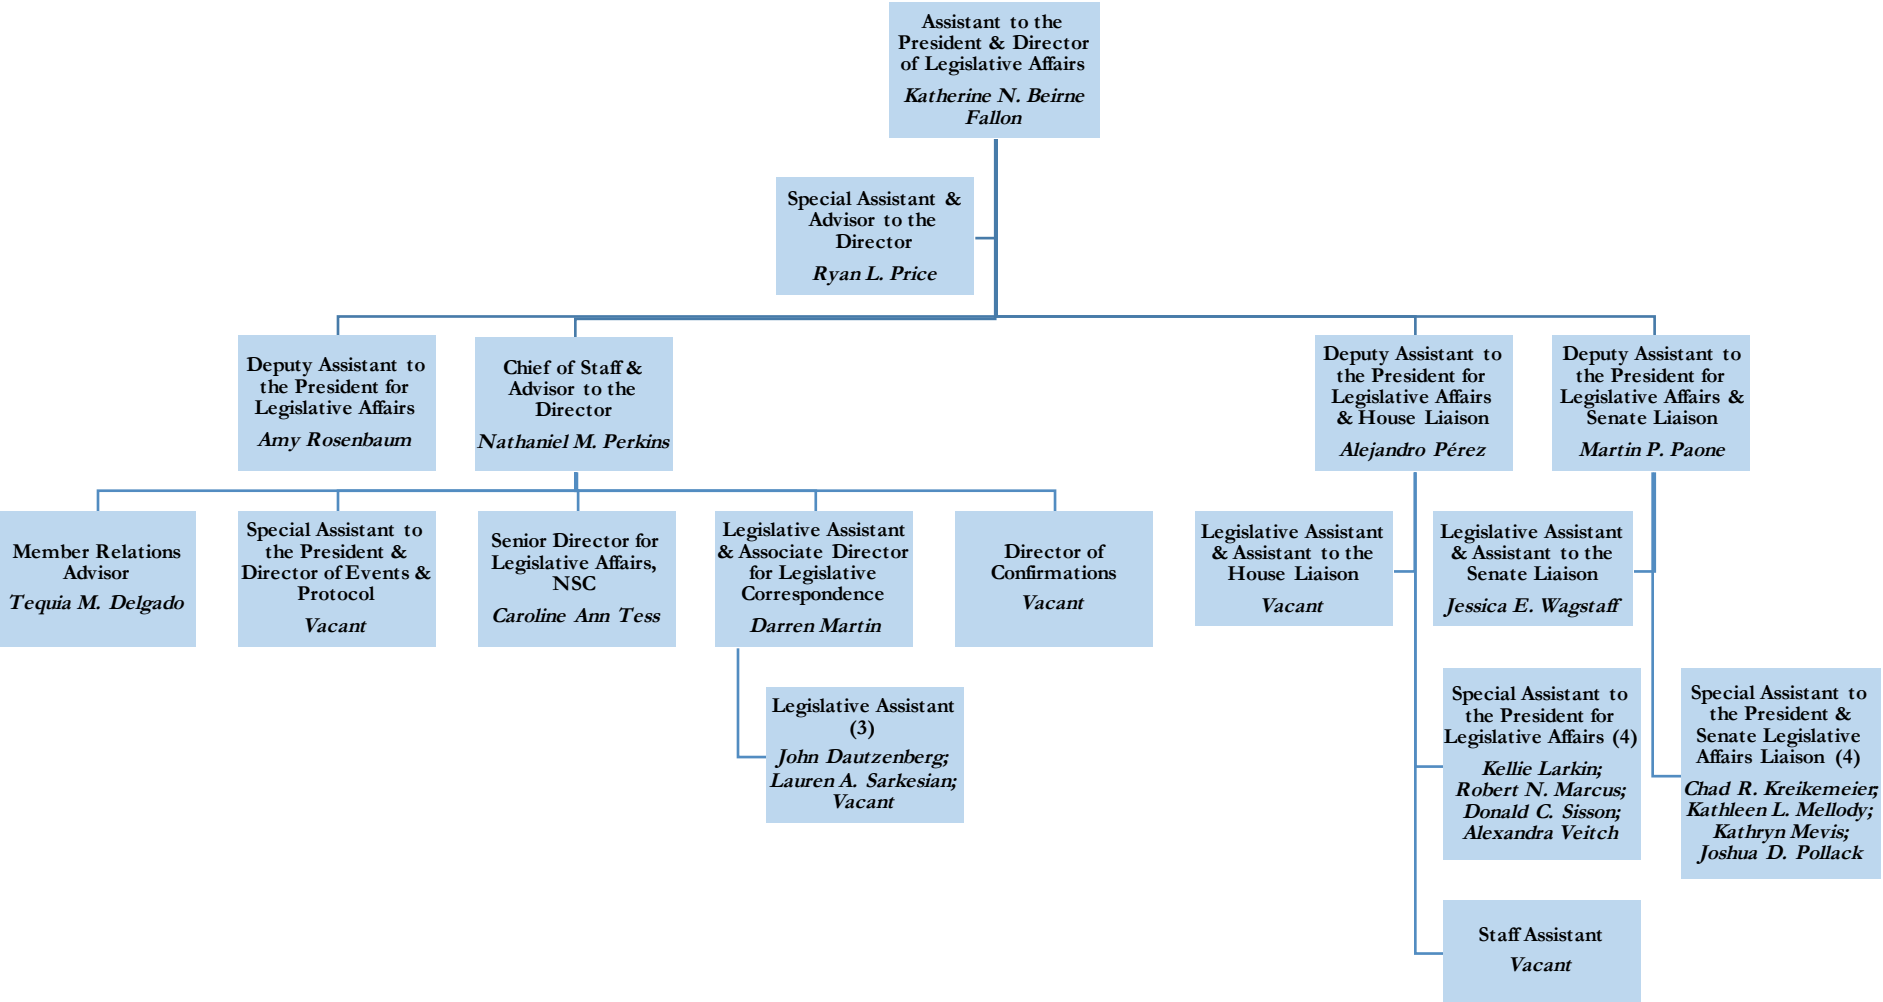 Assistant to the
President & Director
of Legislative Affairs
Katherine N. Beirne
Fallon
Special Assistant &
Advisor to the
Director
Ryan L. Price
Deputy Assistant to
the President for
Legislative Affairs
Amy Rosenbaum
Chief of Staff &
Advisor to the
Director
Nathaniel M. Perkins
Deputy Assistant to
the President for
Legislative Affairs
& House Liaison
Alejandro Pérez
Deputy Assistant to
the President for
Legislative Affairs &
Senate Liaison
Martin P. Paone
Member Relations
Advisor
Tequia M. Delgado
Special Assistant to
the President &
Director of Events &
Protocol
Vacant
Senior Director for
Legislative Affairs,
NSC
Caroline Ann Tess
Legislative Assistant
& Associate Director
for Legislative
Correspondence
Darren Martin
Director of
Confirmations
Vacant
Legislative Assistant
& Assistant to the
House Liaison
Vacant
Legislative Assistant
& Assistant to the
Senate Liaison
Jessica E. Wagstaff
Legislative Assistant
(3)
John Dautzenberg;
Lauren A. Sarkesian;
Vacant
Special Assistant to
the President for
Legislative Affairs (4)
Kellie Larkin;
Robert N. Marcus;
Donald C. Sisson;
Alexandra Veitch
Special Assistant to
the President &
Senate Legislative
Affairs Liaison (4)
Chad R. Kreikemeier;
Kathleen L. Mellody;
Kathryn Mevis;
Joshua D. Pollack
Staff Assistant
Vacant